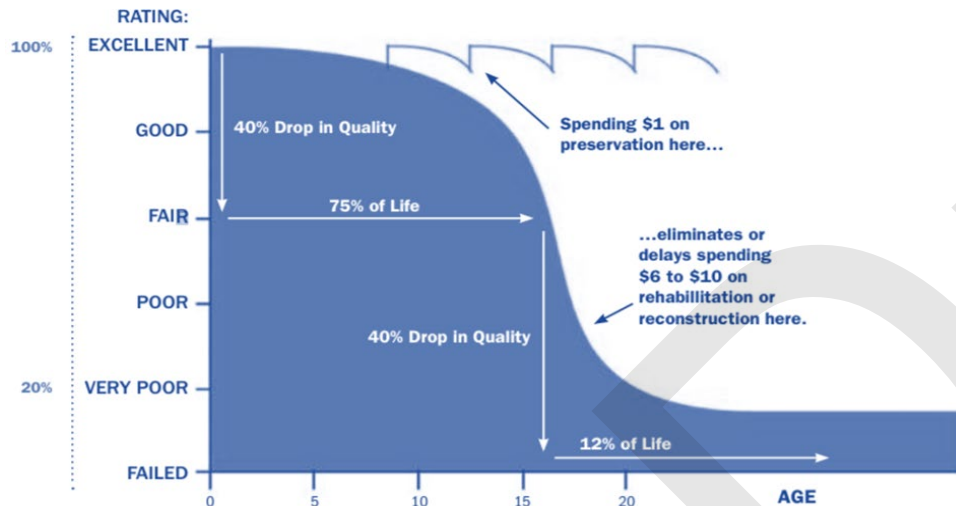 RATING:
100%
EXCELLENT
GOOD
FAIR
POOR
20%
VERY POOR
FAILED
40% Drop in Quality
75% of Life
40% Drop in Quality
12% of Life
Spending $1 on
preservation here...
...eliminates or
delays spending
$6 to $10 on
rehabillitation or
reconstruction here.
0
5
10
15
20
AGE